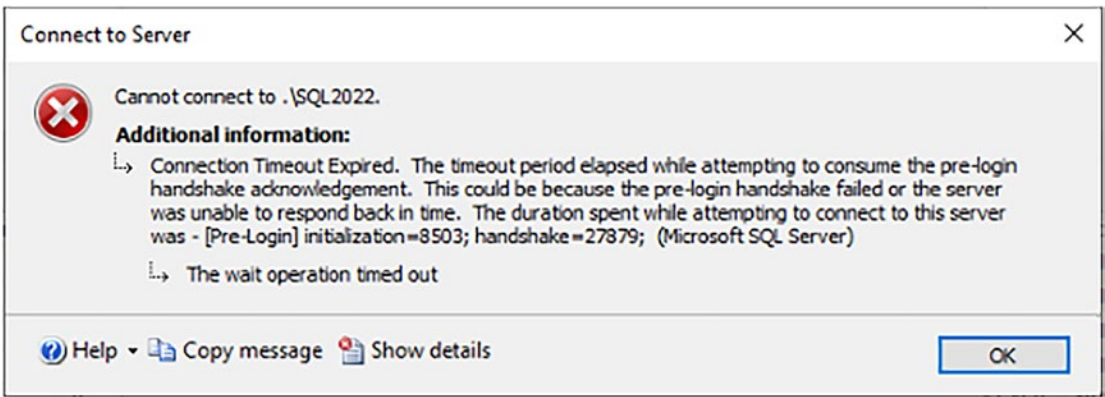 Connect to Server
Cannot connect to .\SQL2022.
Additional information:
Connection Timeout Expired. The timeout period elapsed while attempting to consume the pre-login
handshake acknowledgement. This could be because the pre-login handshake failed or the server
was unable to respond back in time. The duration spent while attempting to connect to this server
was - [Pre-Login] initialization=8503; handshake=27879; (Microsoft SQL Server)
The wait operation timed out
Help Copy message Show details OK